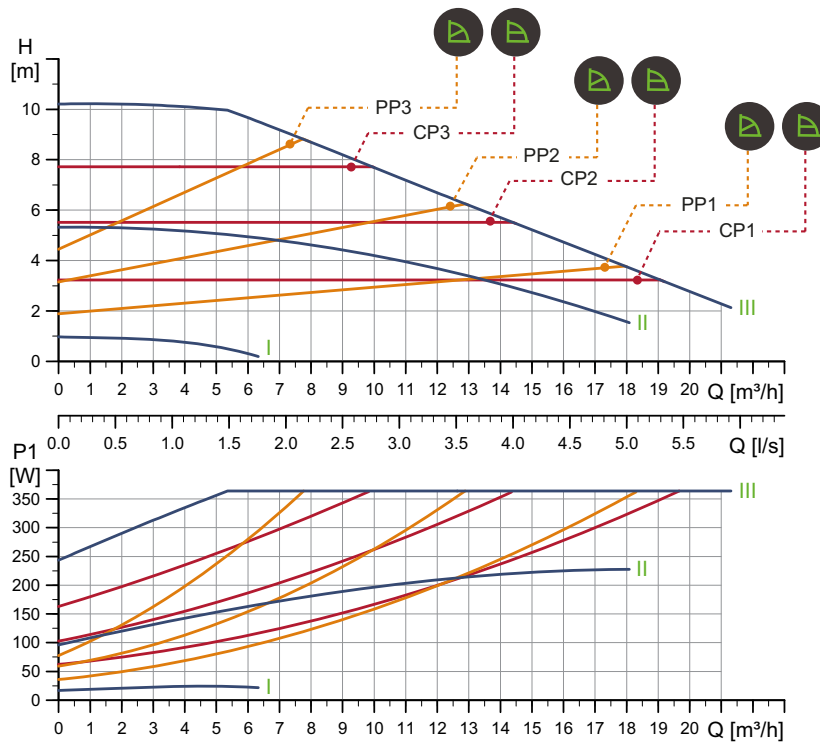 H
[m]
10
8
6
4
2
0
PP3
CP3
PP2
CP2
PP1
CP1
I
II
III
0 1 2 3 4 5 6 7 8 9 10 11 12 13 14 15 16 17 18 19 20 Q [m³/h]
0.0 0.5 1.0 1.5 2.0 2.5 3.0 3.5 4.0 4.5 5.0 5.5 Q [l/s]
P1
[W]
350
300
250
200
150
100
50
0
III
II
I
0 1 2 3 4 5 6 7 8 9 10 11 12 13 14 15 16 17 18 19 20 Q [m³/h]